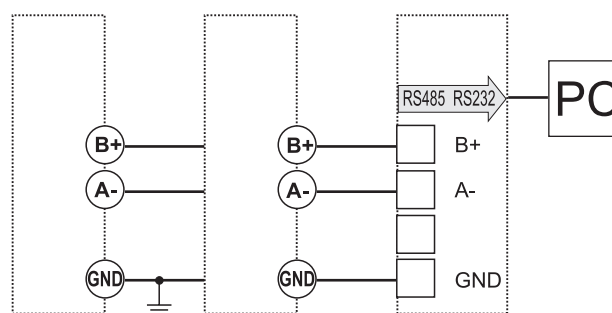 RS485 RS232
PC
B+ B+ B+
A- A- A-
GND GND GND